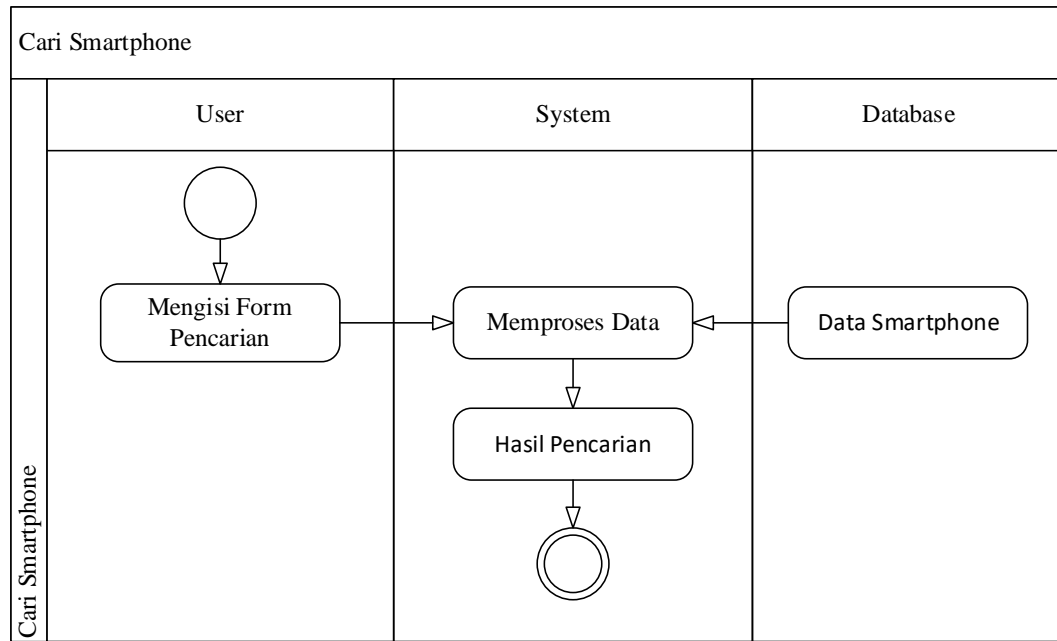 Cari Smartphone
User
System
Database
Mengisi Form
Pencarian
Memproses Data
Data Smartphone
Hasil Pencarian
Cari Smartphone